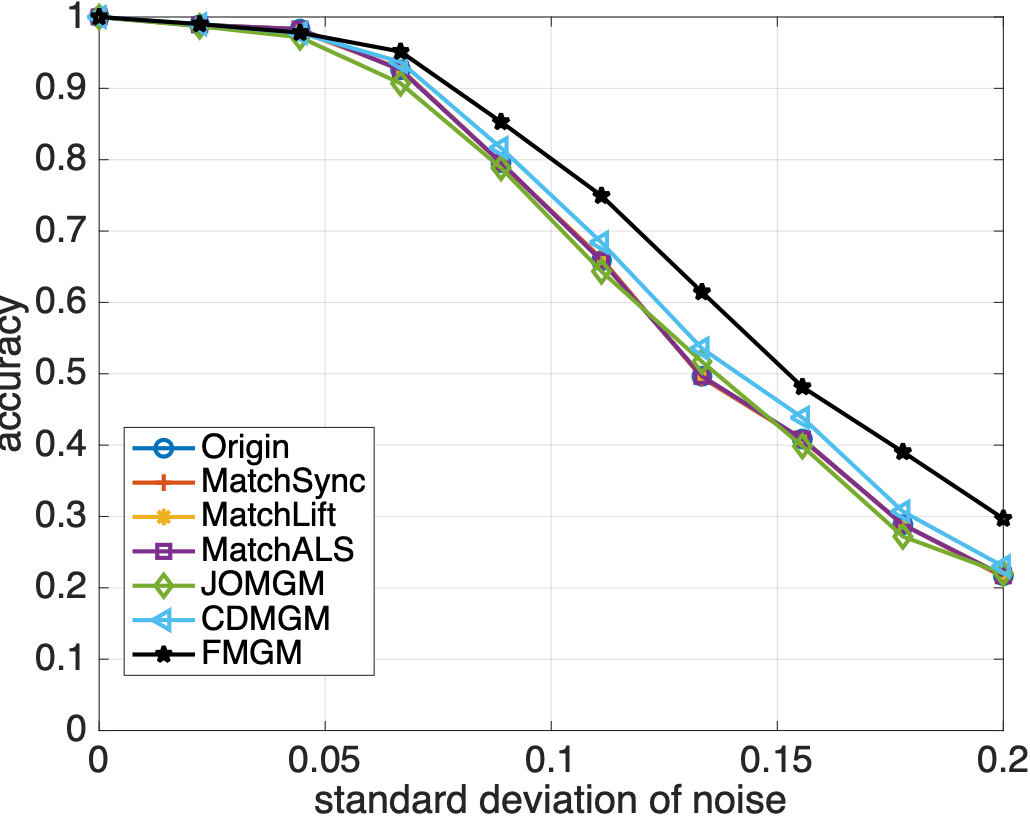 1
0.9
0.8
0.7
0.6
0.5
0.4
0.3
0.2
0.1
0
accuracy
Origin
MatchSync
MatchLift
MatchALS
JOMGM
CDMGM
FMGM
0 0.05 0.1 0.15 0.2
standard deviation of noise